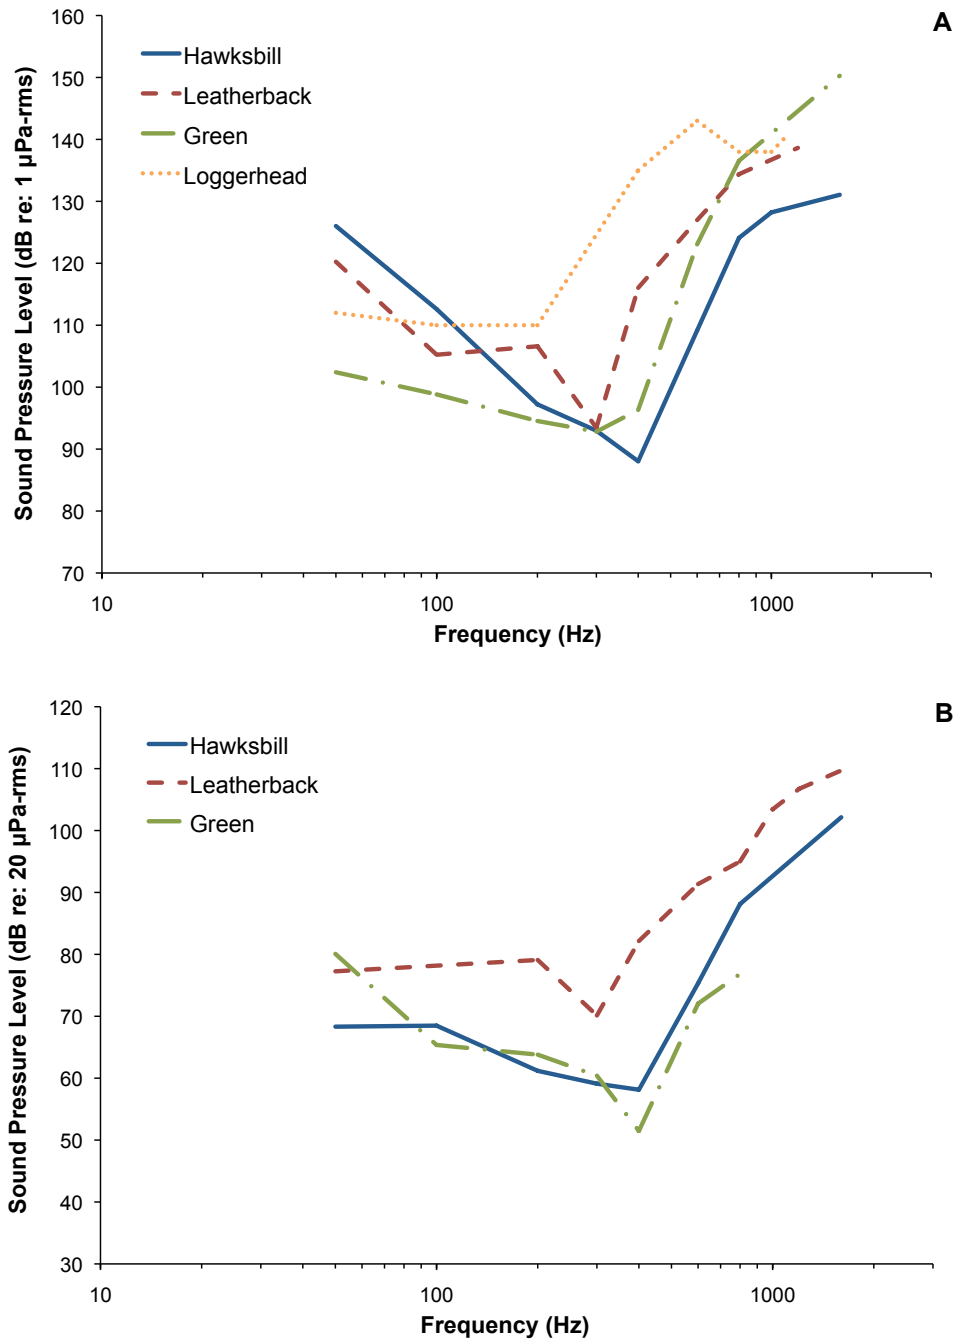 A
160
150
140
130
120
110
100
90
80
70
Sound Pressure Level (dB re: 1 µPa-rms)
Hawksbill
Leatherback
Green
Loggerhead
10
100
1000
Frequency (Hz)
B
120
110
100
90
80
70
60
50
40
30
Sound Pressure Level (dB re: 20 µPa-rms)
Hawksbill
Leatherback
Green
10
100
1000
Frequency (Hz)